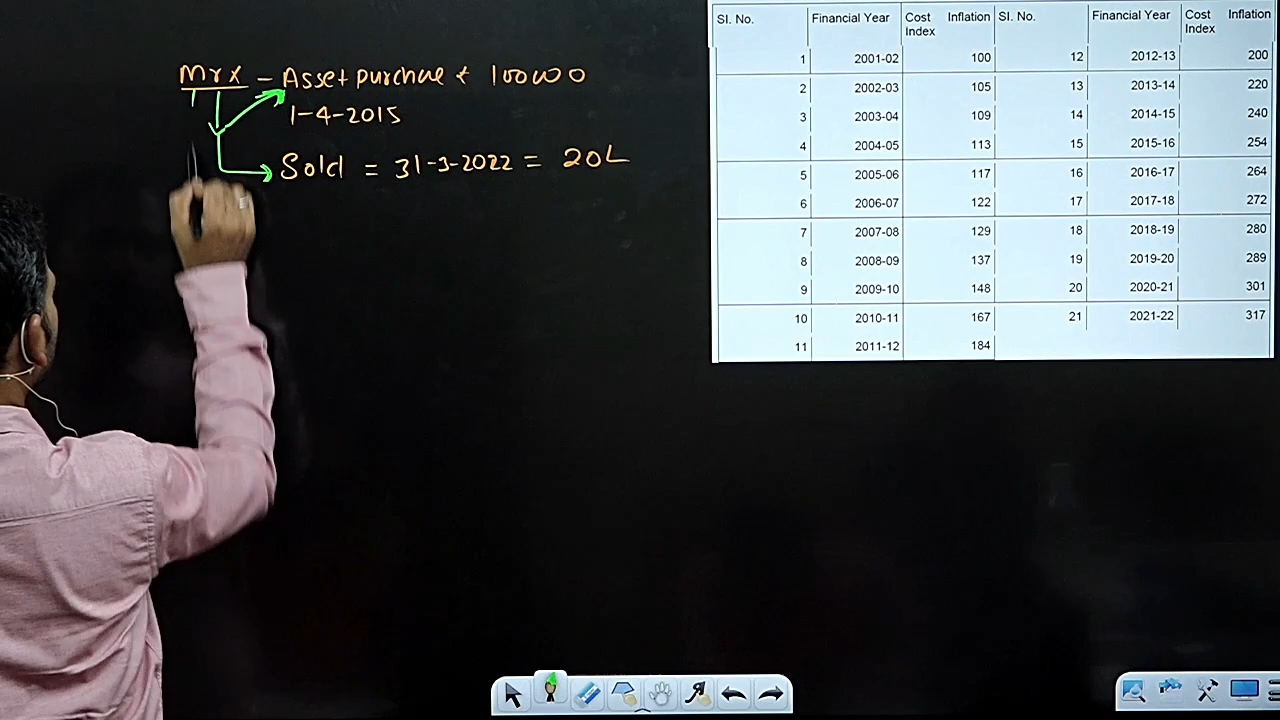 Mr X - Asset purchase ₹ 100000
1-4-2015
Sold = 31-3-2022 = 20L
Sl. No. Financial Year Cost Inflation Index Sl. No. Financial Year Cost Inflation Index
1 2001-02 100 12 2012-13 200
2 2002-03 105 13 2013-14 220
3 2003-04 109 14 2014-15 240
4 2004-05 113 15 2015-16 254
5 2005-06 117 16 2016-17 264
6 2006-07 122 17 2017-18 272
7 2007-08 129 18 2018-19 280
8 2008-09 137 19 2019-20 289
9 2009-10 148 20 2020-21 301
10 2010-11 167 21 2021-22 317
11 2011-12 184